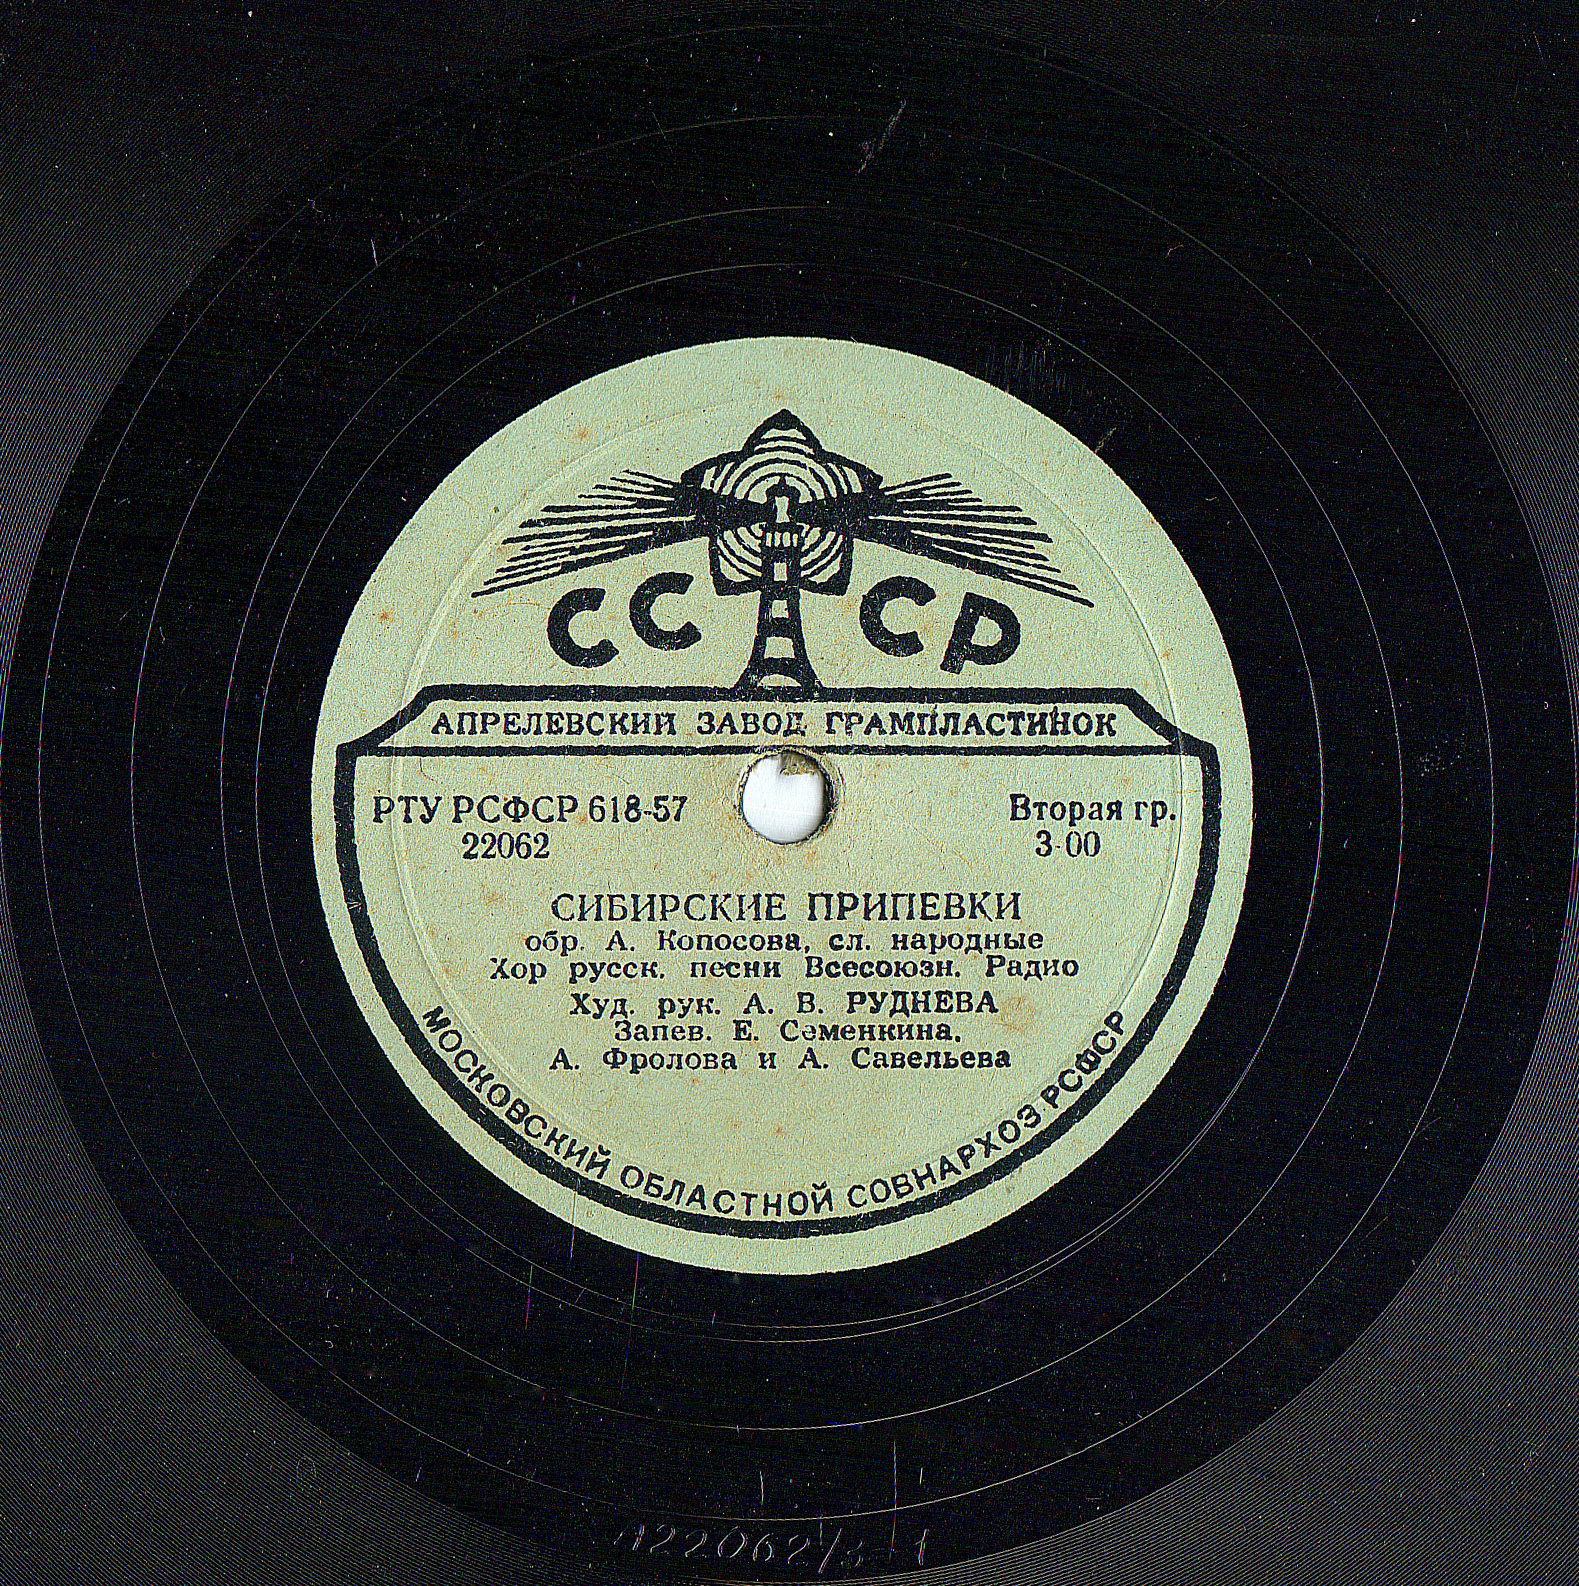 СССР
АПРЕЛЕВСКИЙ ЗАВОД ГРАМПЛАСТИНОК
РТУ РСФСР 618-57 Вторая гр.
22062 3-00
СИБИРСКИЕ ПРИПЕВКИ
обр. А. Копосова, сл. народные
Хор русск. песни Всесоюзн. Радио
Худ. рук. А. В. РУДНЕВА
Запев. Е. Семенкина,
А. Фролова и А. Савельева
МОСКОВСКИЙ ОБЛАСТНОЙ СОВНАРХОЗ РСФСР